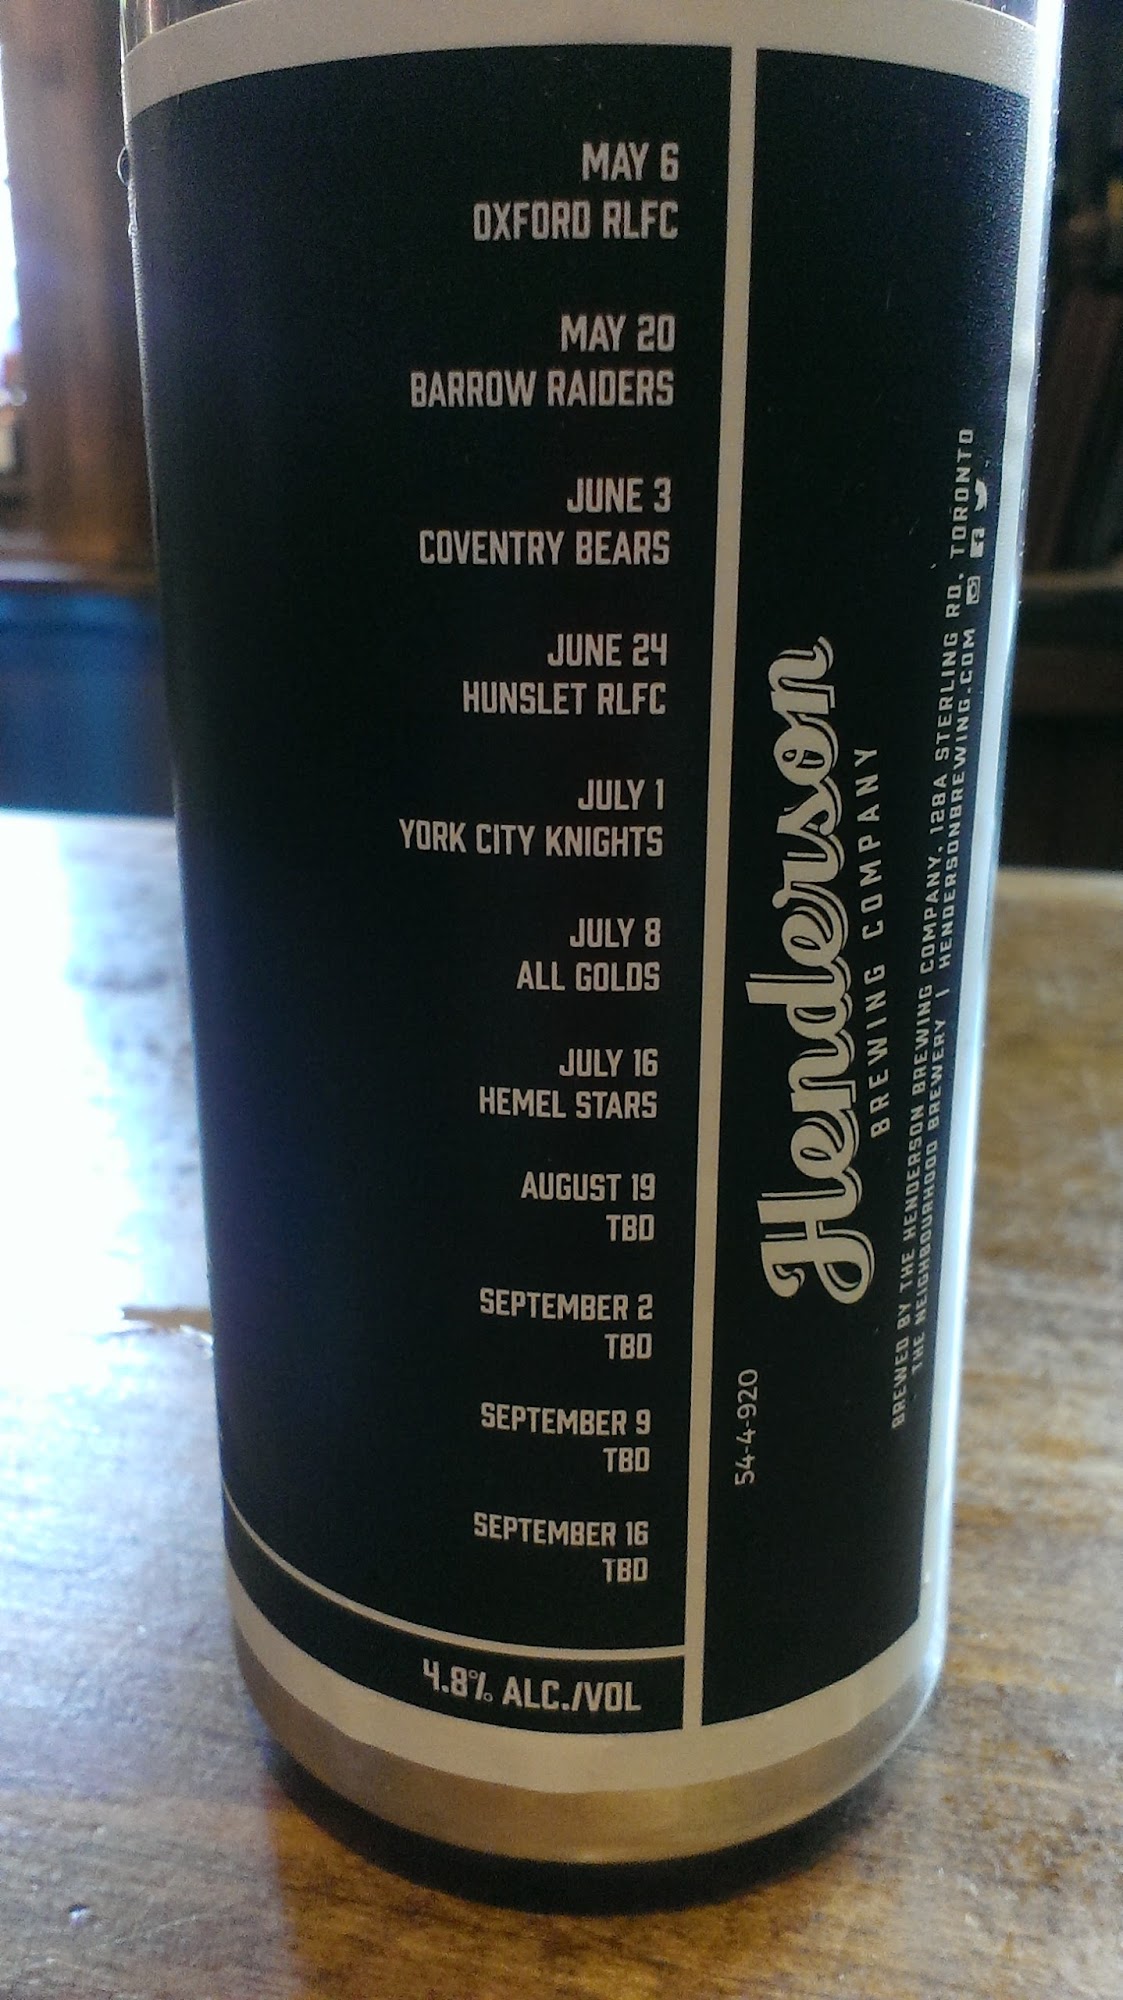 MAY 6
OXFORD RLFC
MAY 20
BARROW RAIDERS
JUNE 3
COVENTRY BEARS
JUNE 24
HUNSLET RLFC
JULY 1
YORK CITY KNIGHTS
JULY 8
ALL GOLDS
JULY 16
HEMEL STARS
AUGUST 19
TBD
SEPTEMBER 2
TBD
SEPTEMBER 9
TBD
SEPTEMBER 16
TBD
4.8% ALC./VOL
54-4-920
Henderson
BREWING COMPANY
BREWED BY THE HENDERSON BREWING COMPANY, 128A STERLING RD, TORONTO
THE NEIGHBOURHOOD BREWERY | HENDERSONBREWING.COM